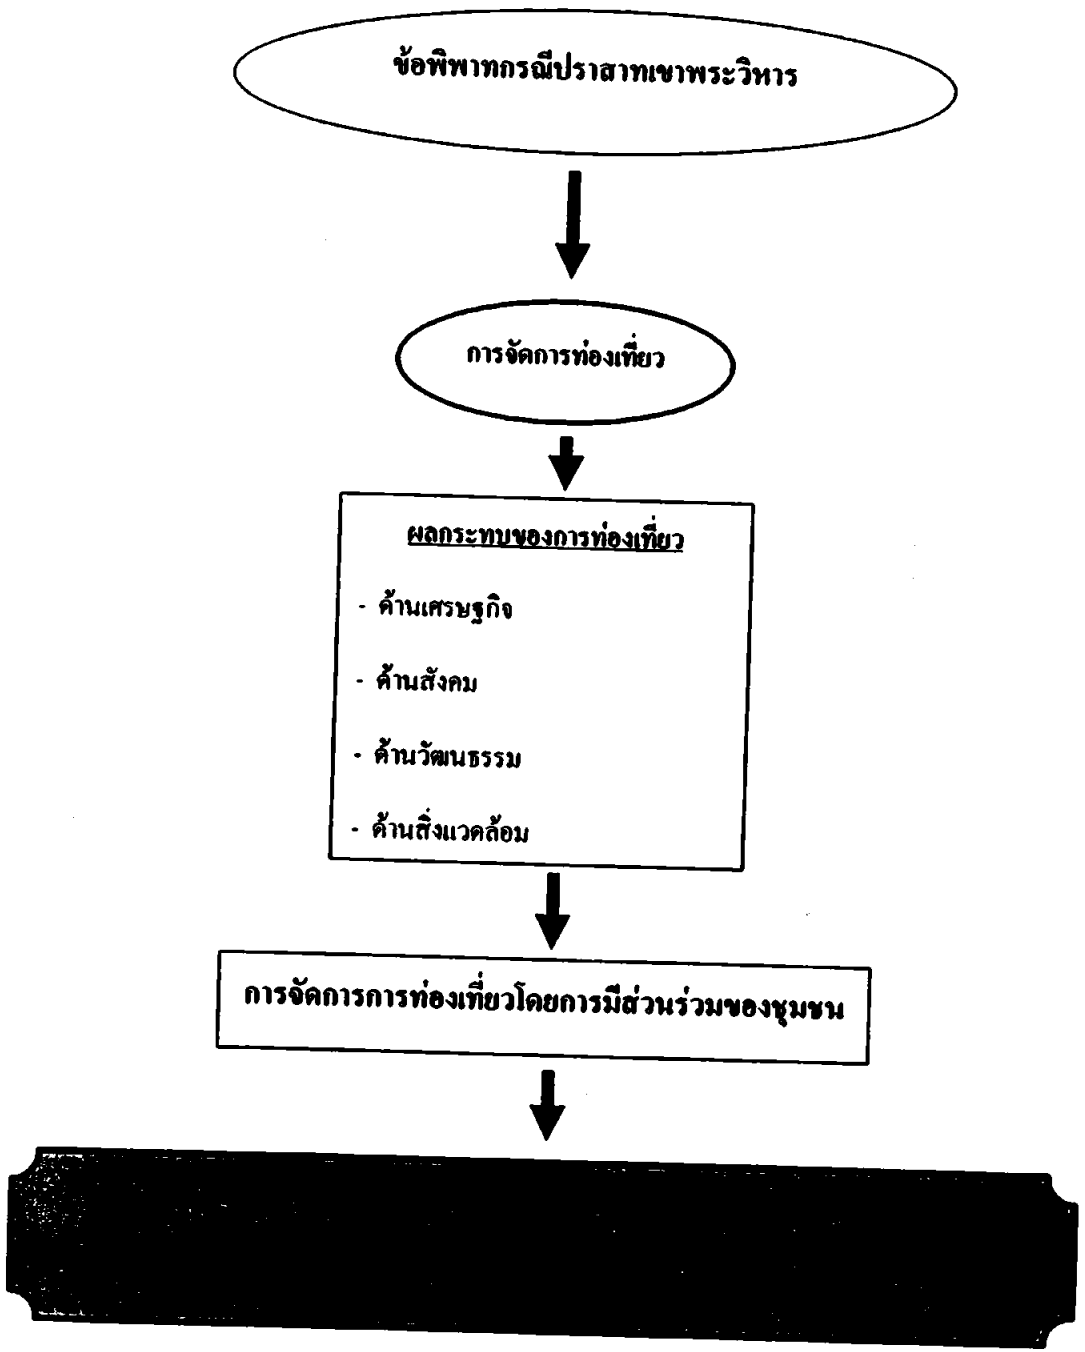 ข้อพิพาทกรณีปราสาทเขาพระวิหาร
การจัดการท่องเที่ยว
ผลกระทบของการท่องเที่ยว
- ด้านเศรษฐกิจ
- ด้านสังคม
- ด้านวัฒนธรรม
- ด้านสิ่งแวดล้อม
การจัดการการท่องเที่ยวโดยการมีส่วนร่วมของชุมชน